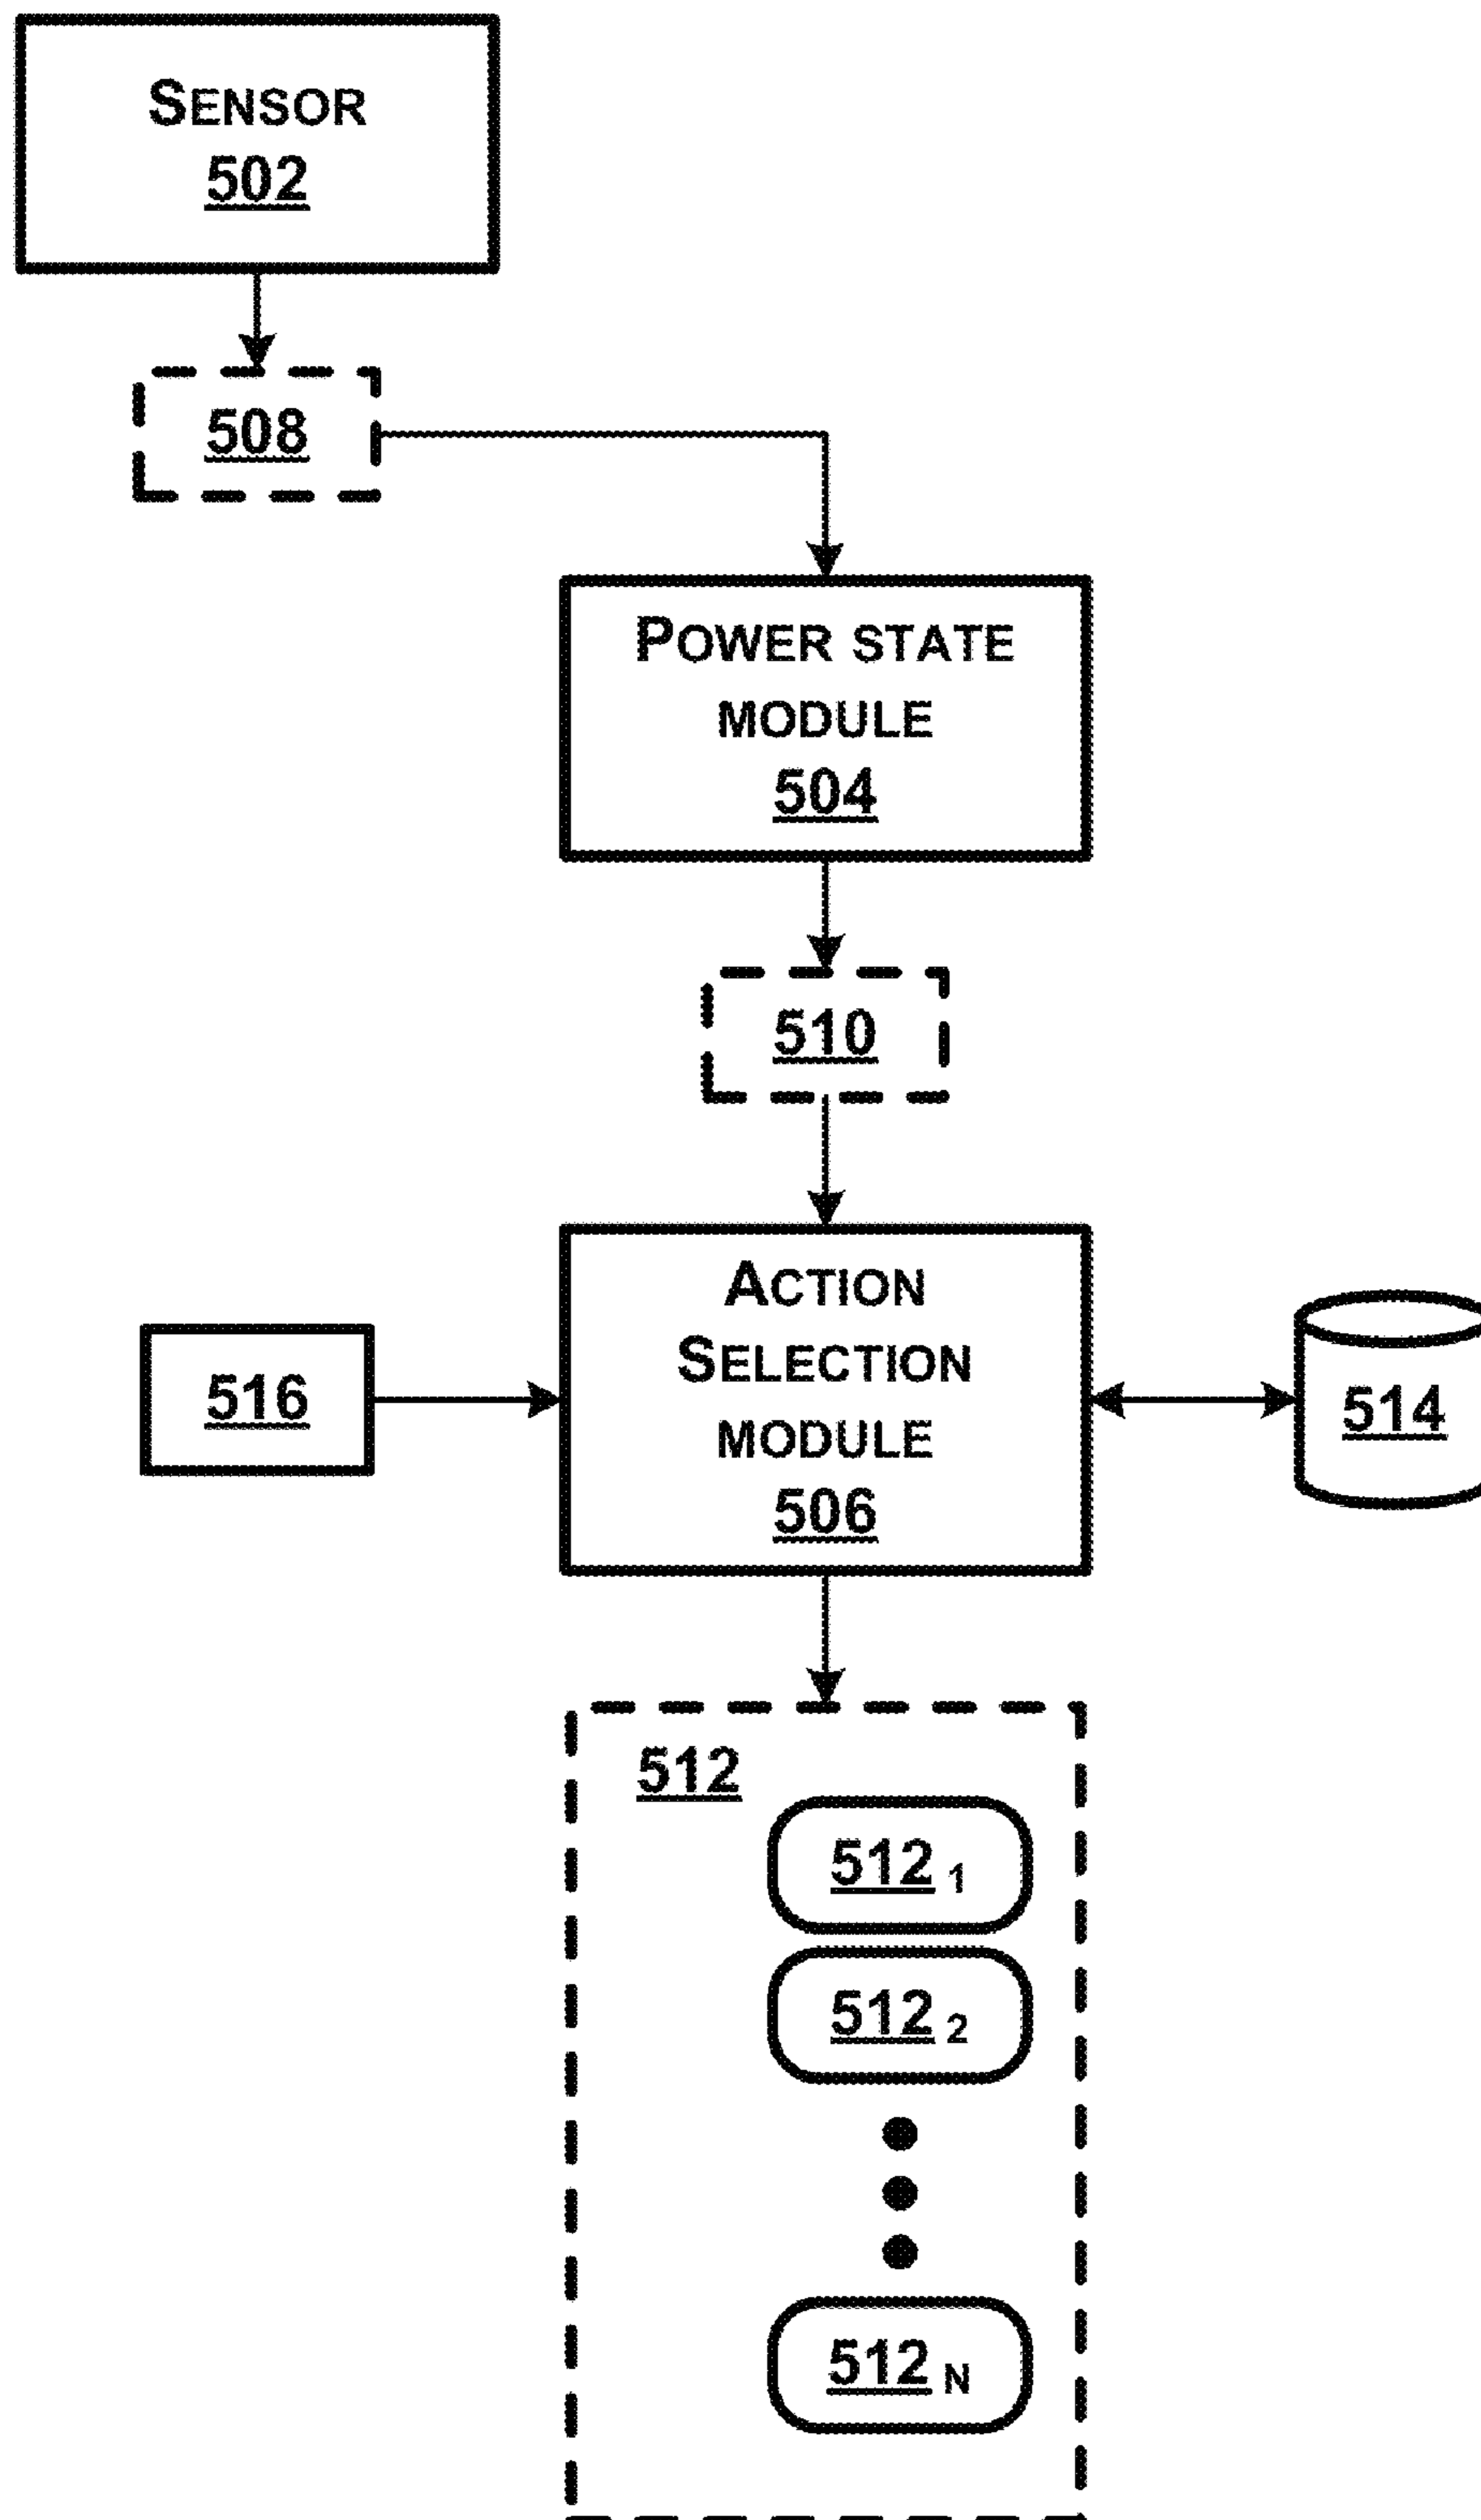 SENSOR
502
508
POWER STATE
MODULE
504
510
ACTION
SELECTION
MODULE
506
516
514
512
512 1
512 2
512 N